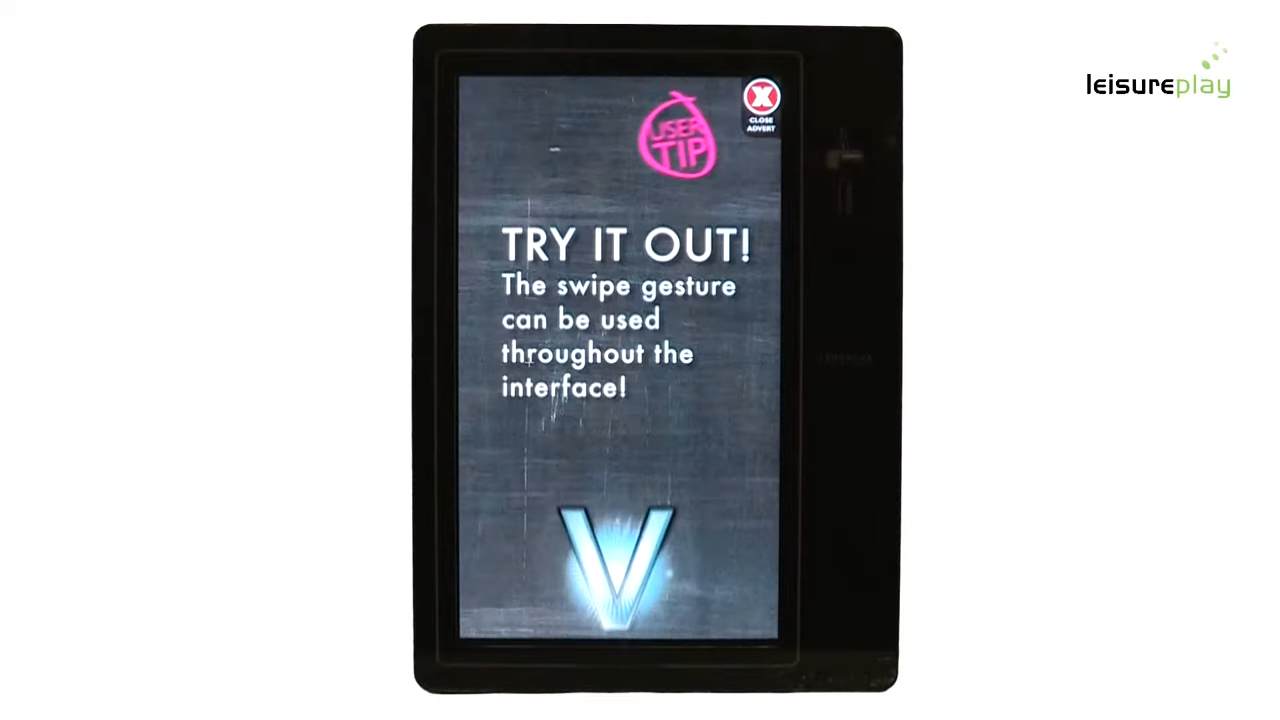 leisureplay
USER
TIP
X
CLOSE
ADVERT
TRY IT OUT!
The swipe gesture
can be used
throughout the
interface!
V